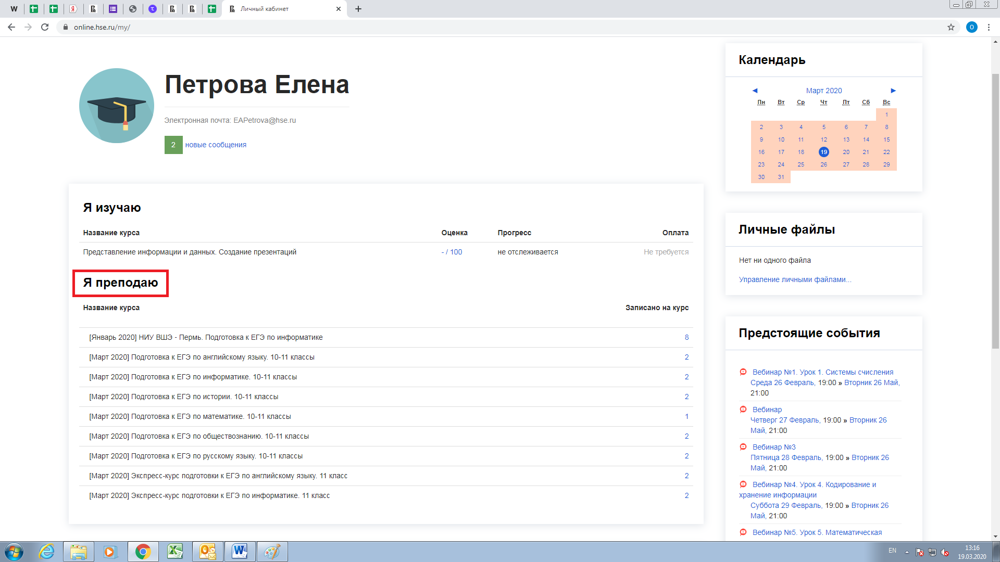 W
Личный кабинет
online.hse.ru/my/
O
Петрова Елена
Электронная почта: EAPetrova@hse.ru
2 новые сообщения
Я изучаю
Название курса Оценка Прогресс Оплата
Представление информации и данных. Создание презентаций - / 100 не отслеживается Не требуется
Я преподаю
Название курса Записано на курс
[Январь 2020] НИУ ВШЭ - Пермь. Подготовка к ЕГЭ по информатике 8
[Март 2020] Подготовка к ЕГЭ по английскому языку. 10-11 классы 2
[Март 2020] Подготовка к ЕГЭ по информатике. 10-11 классы 2
[Март 2020] Подготовка к ЕГЭ по истории. 10-11 классы 2
[Март 2020] Подготовка к ЕГЭ по математике. 10-11 классы 1
[Март 2020] Подготовка к ЕГЭ по обществознанию. 10-11 классы 2
[Март 2020] Подготовка к ЕГЭ по русскому языку. 10-11 классы 2
[Март 2020] Экспресс-курс подготовки к ЕГЭ по английскому языку. 11 класс 2
[Март 2020] Экспресс-курс подготовки к ЕГЭ по информатике. 11 класс 2
Календарь
◄ Март 2020 ►
Пн Вт Ср Чт Пт Сб Вс
1
2 3 4 5 6 7 8
9 10 11 12 13 14 15
16 17 18 19 20 21 22
23 24 25 26 27 28 29
30 31
Личные файлы
Нет ни одного файла
Управление личными файлами...
Предстоящие события
Вебинар №1. Урок 1. Системы счисления
Среда 26 Февраль, 19:00 » Вторник 26 Май,
21:00
Вебинар
Четверг 27 Февраль, 19:00 » Вторник 26
Май, 21:00
Вебинар №3
Пятница 28 Февраль, 19:00 » Вторник 26
Май, 21:00
Вебинар №4. Урок 4. Кодирование и
хранение информации
Суббота 29 Февраль, 19:00 » Вторник 26
Май, 21:00
Вебинар №5. Урок 5. Математическая
EN
13:16
19.03.2020